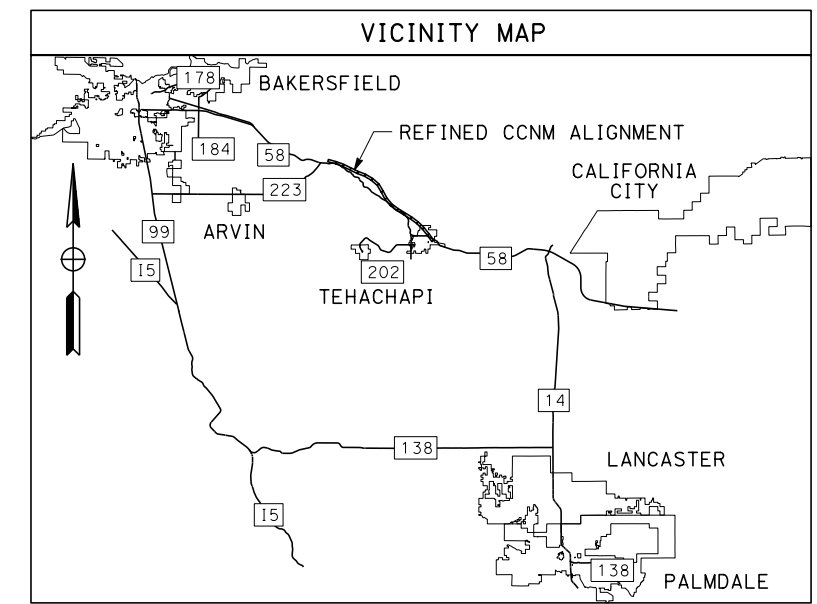 VICINITY MAP
178
BAKERSFIELD
REFINED CCNM ALIGNMENT
184
58
CALIFORNIA
CITY
223
ARVIN
99
I5
202
58
TEHACHAPI
14
138
LANCASTER
I5
138
PALMDALE